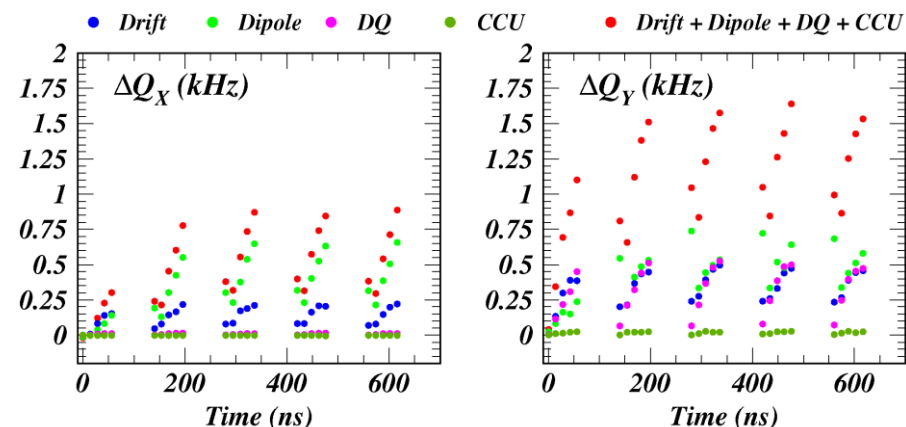 Drift Dipole DQ CCU Drift + Dipole + DQ + CCU
2
1.75
1.5
1.25
1
0.75
0.5
0.25
0
ΔQX (kHz)
0 200 400 600
Time (ns)
2
1.75
1.5
1.25
1
0.75
0.5
0.25
0
ΔQY (kHz)
0 200 400 600
Time (ns)